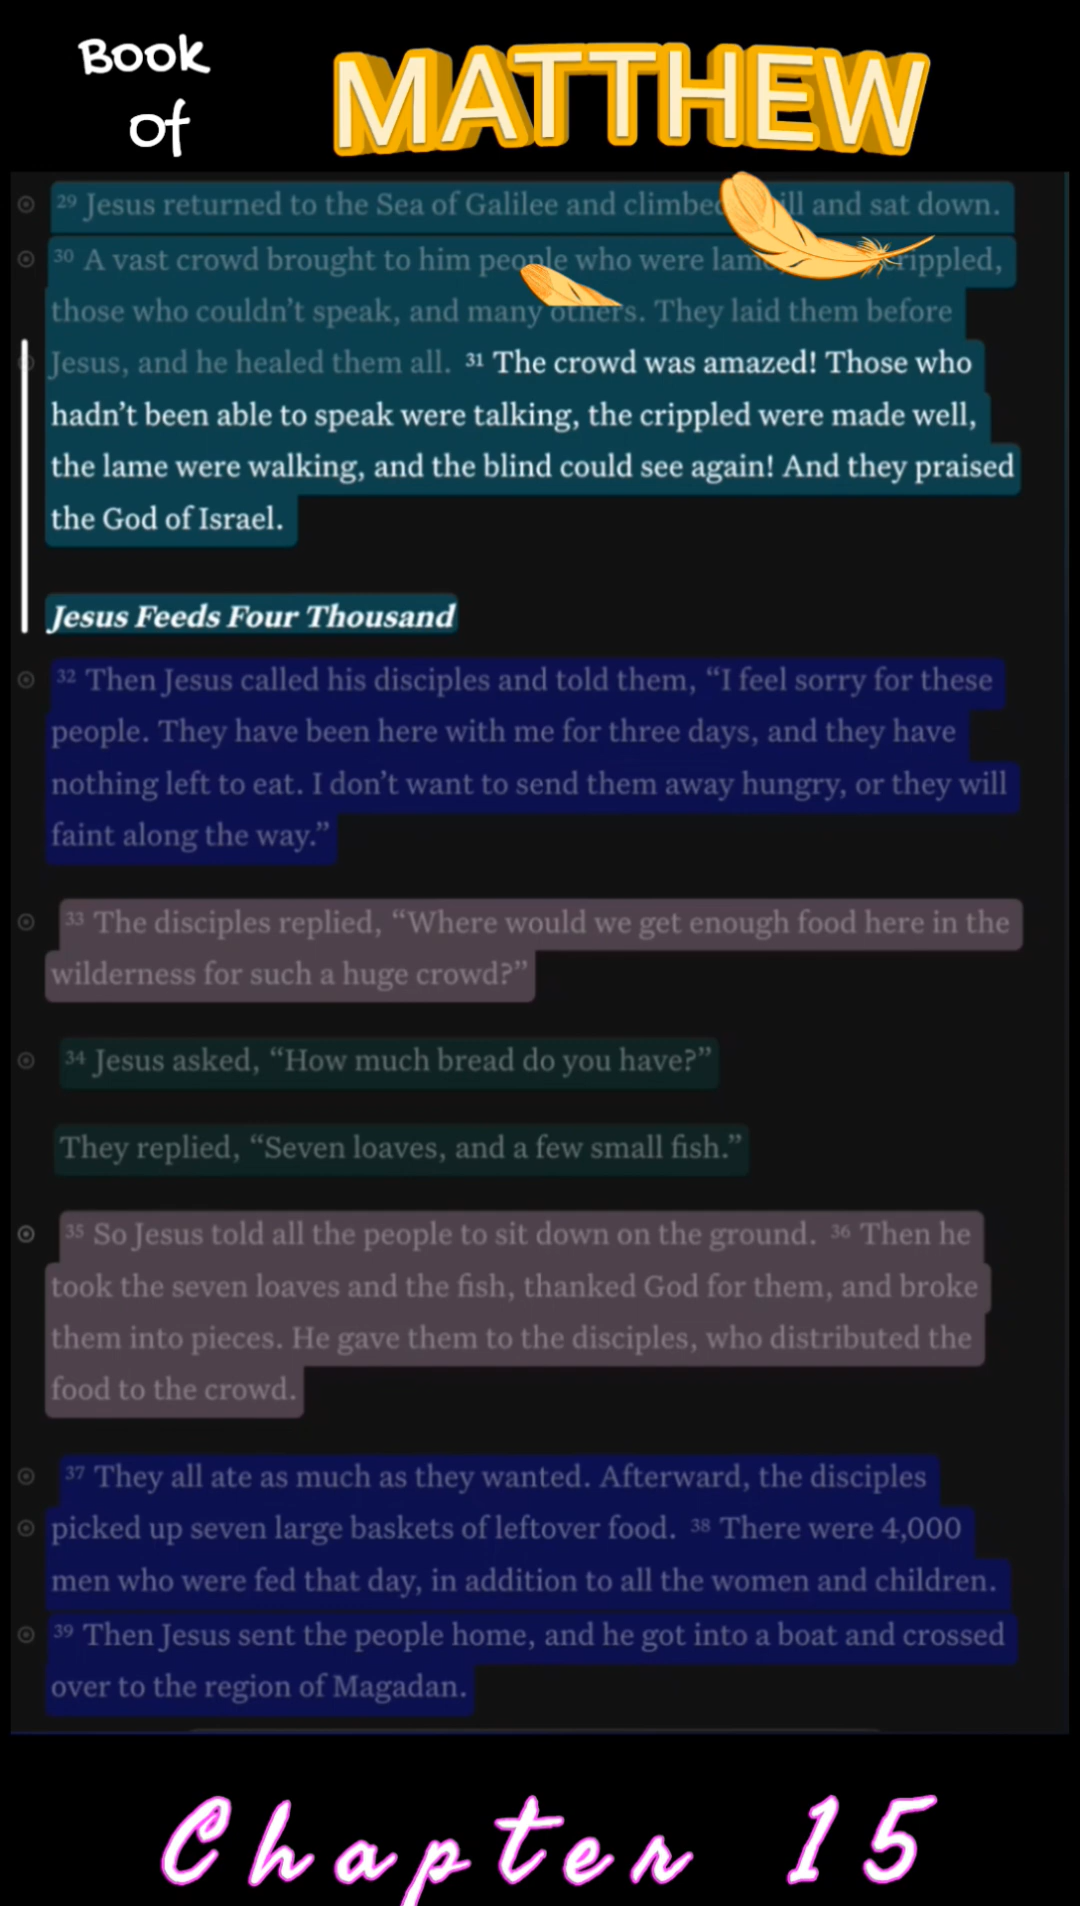 Book
of
MATTHEW
29 Jesus returned to the Sea of Galilee and climbed and sat down.
30 A vast crowd brought to him people who were crippled,
those who couldn’t speak, and many others. They laid them before
Jesus, and he healed them all. 31 The crowd was amazed! Those who
hadn’t been able to speak were talking, the crippled were made well,
the lame were walking, and the blind could see again! And they praised
the God of Israel.
Jesus Feeds Four Thousand
32 Then Jesus called his disciples and told them, “I feel sorry for these
people. They have been here with me for three days, and they have
nothing left to eat. I don’t want to send them away hungry, or they will
faint along the way.”
33 The disciples replied, “Where would we get enough food here in the
wilderness for such a huge crowd?”
34 Jesus asked, “How much bread do you have?”
They replied, “Seven loaves, and a few small fish.”
35 So Jesus told all the people to sit down on the ground. 36 Then he
took the seven loaves and the fish, thanked God for them, and broke
them into pieces. He gave them to the disciples, who distributed the
food to the crowd.
37 They all ate as much as they wanted. Afterward, the disciples
picked up seven large baskets of leftover food. 38 There were 4,000
men who were fed that day, in addition to all the women and children.
39 Then Jesus sent the people home, and he got into a boat and crossed
over to the region of Magadan.
Chapter 15